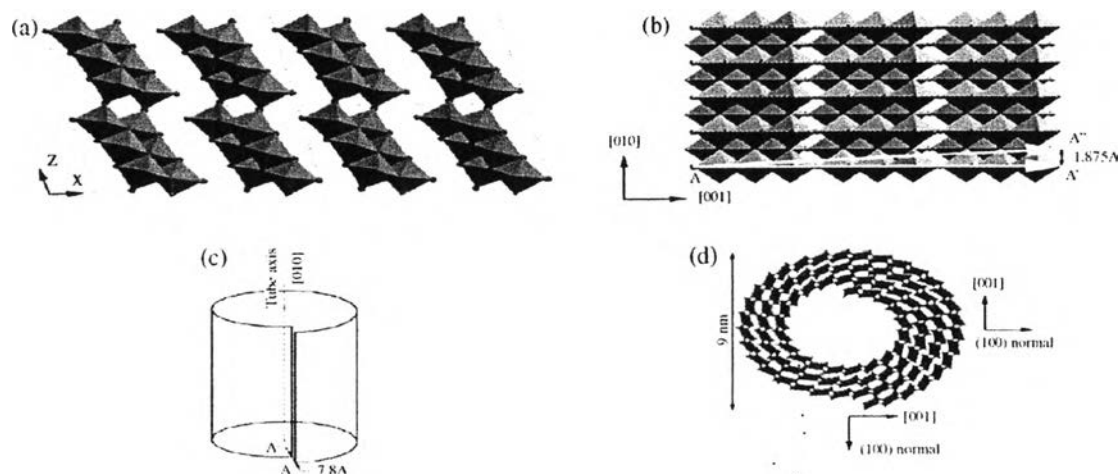 (a)
Z
X
(b)
[010]
[001]
A
A''
1.875A
A'
(c)
Tube axis
[010]
A
A
7.8A
(d)
9 nm
[001]
(100) normal
[001]
(100) normal